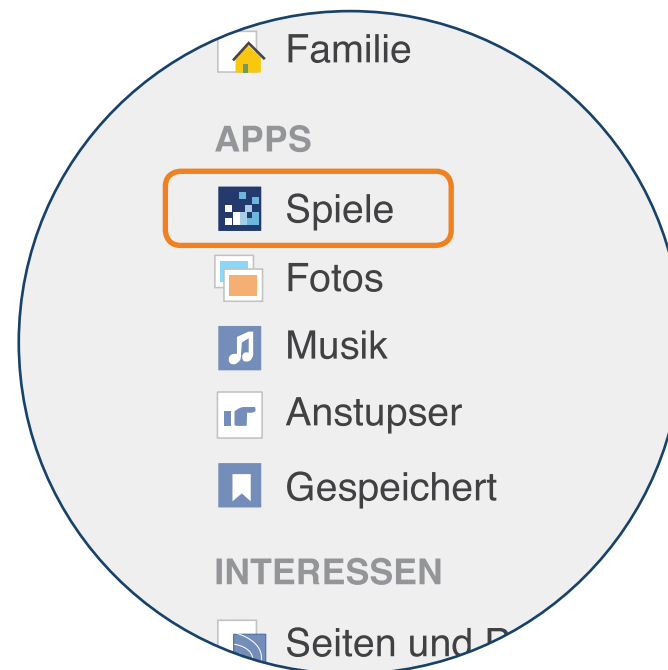 Familie
APPS
Spiele
Fotos
Musik
Anstupser
Gespeichert
INTERESSEN
Seiten und